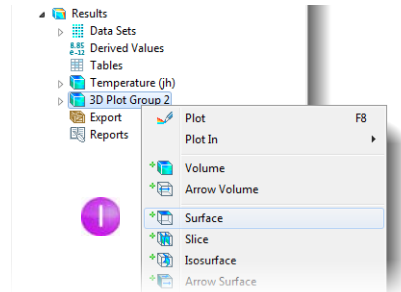 Results
Data Sets
8.85
e-12 Derived Values
Tables
Temperature (jh)
3D Plot Group 2
Export
Reports
Plot F8
Plot In
Volume
Arrow Volume
Surface
Slice
Isosurface
Arrow Surface